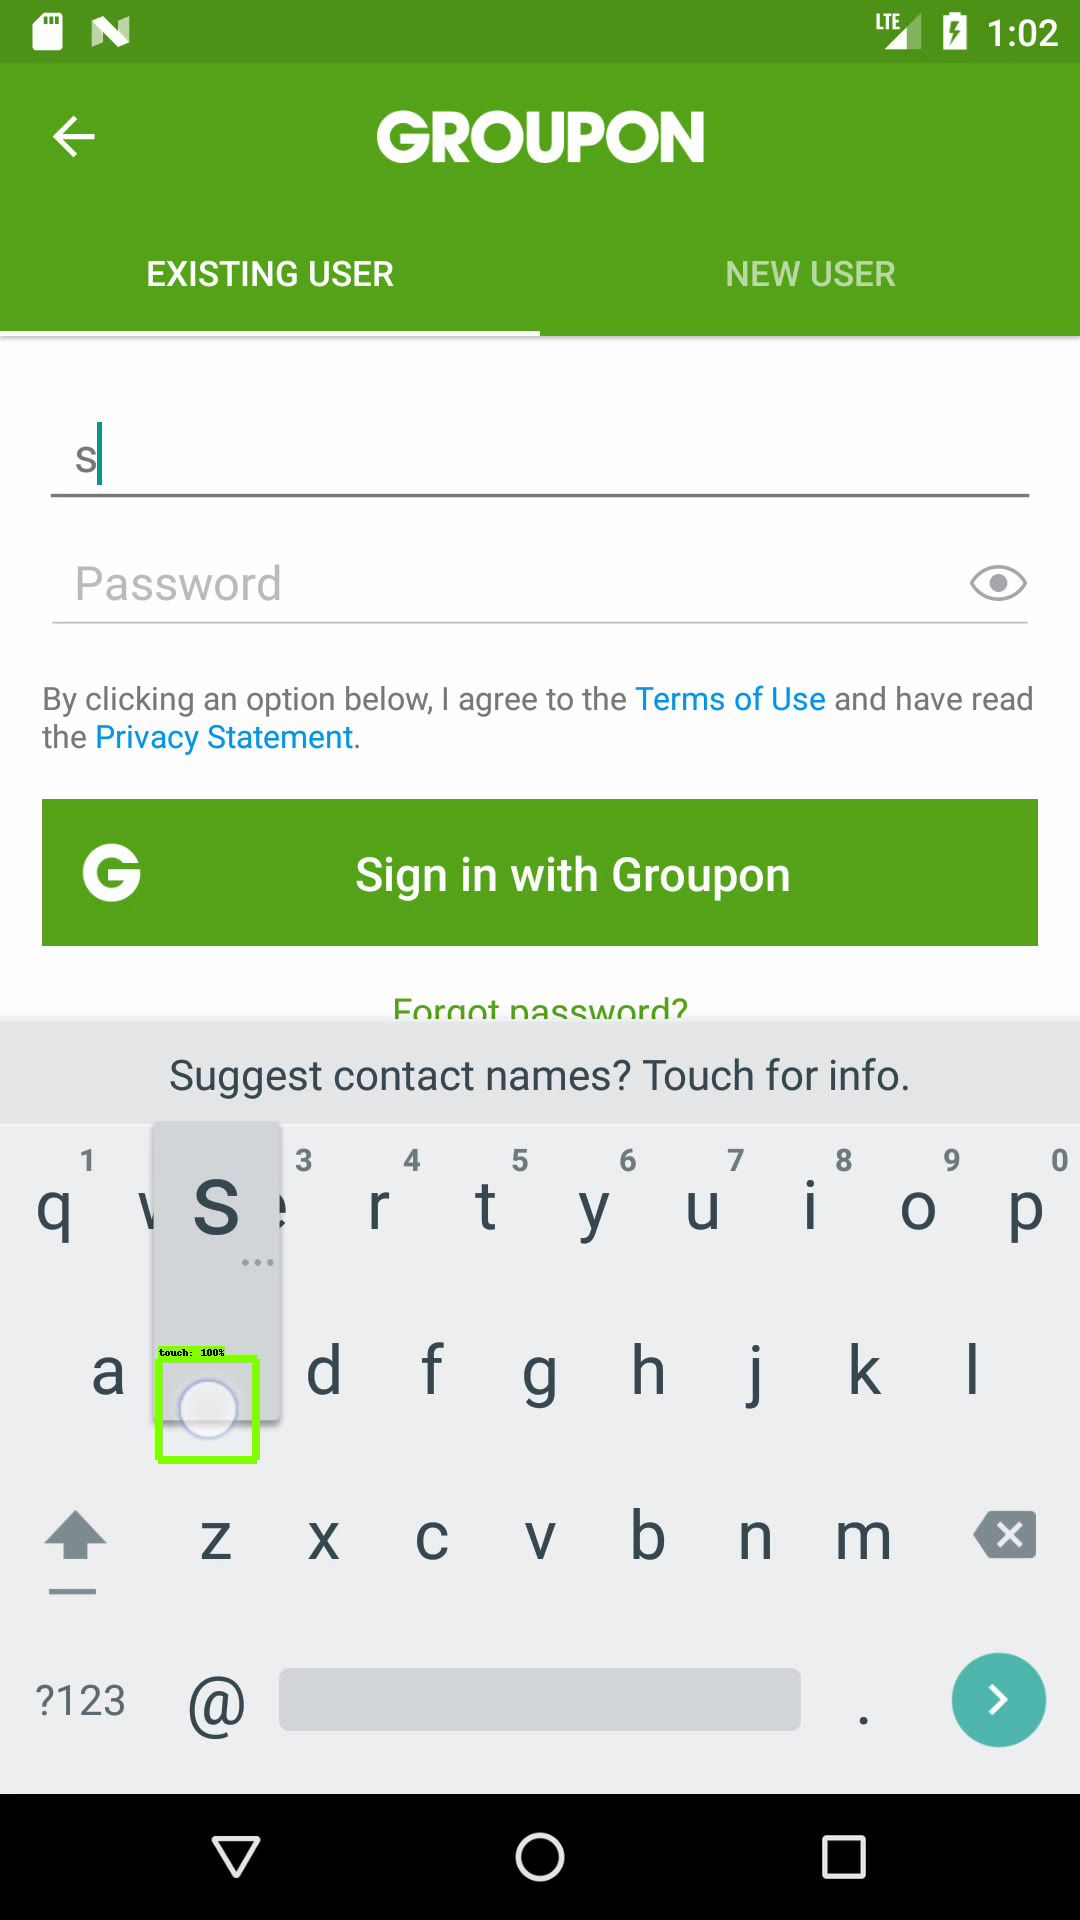 LTE 1:02
GROUPON
EXISTING USER NEW USER
s
Password
By clicking an option below, I agree to the Terms of Use and have read
the Privacy Statement.
G Sign in with Groupon
Forgot password?
Suggest contact names? Touch for info.
1 3 4 5 6 7 8 9 0
q w s e r t y u i o p
touch: 100%
a d f g h j k l
z x c v b n m
?123 @ .